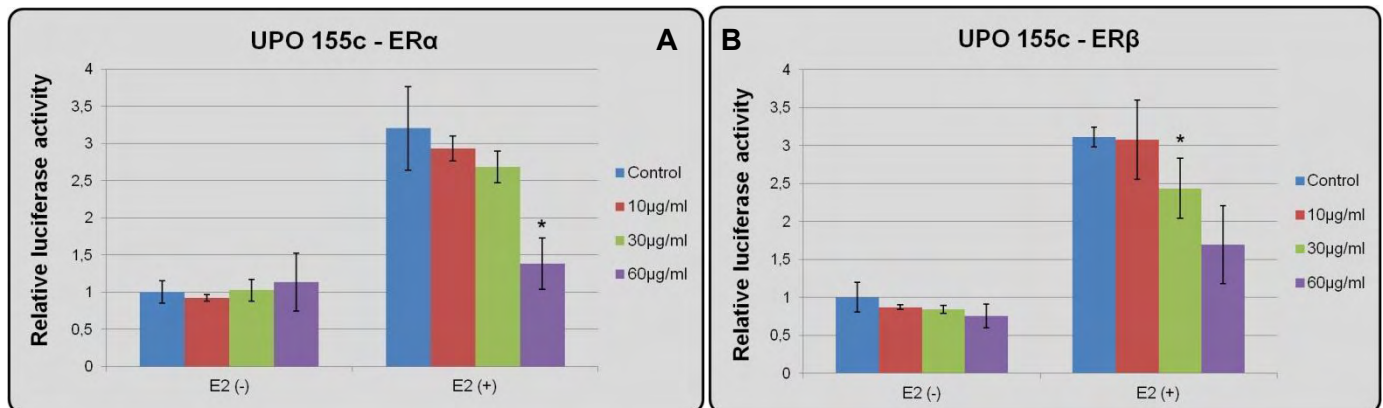 UPO 155c - ERα
A
Relative luciferase activity
4
3,5
3
2,5
2
1,5
1
0,5
0
*
E2 (-)
E2 (+)
Control
10µg/ml
30µg/ml
60µg/ml
B
UPO 155c - ERβ
Relative luciferase activity
4
3,5
3
2,5
2
1,5
1
0,5
0
*
E2 (-)
E2 (+)
Control
10µg/ml
30µg/ml
60µg/ml